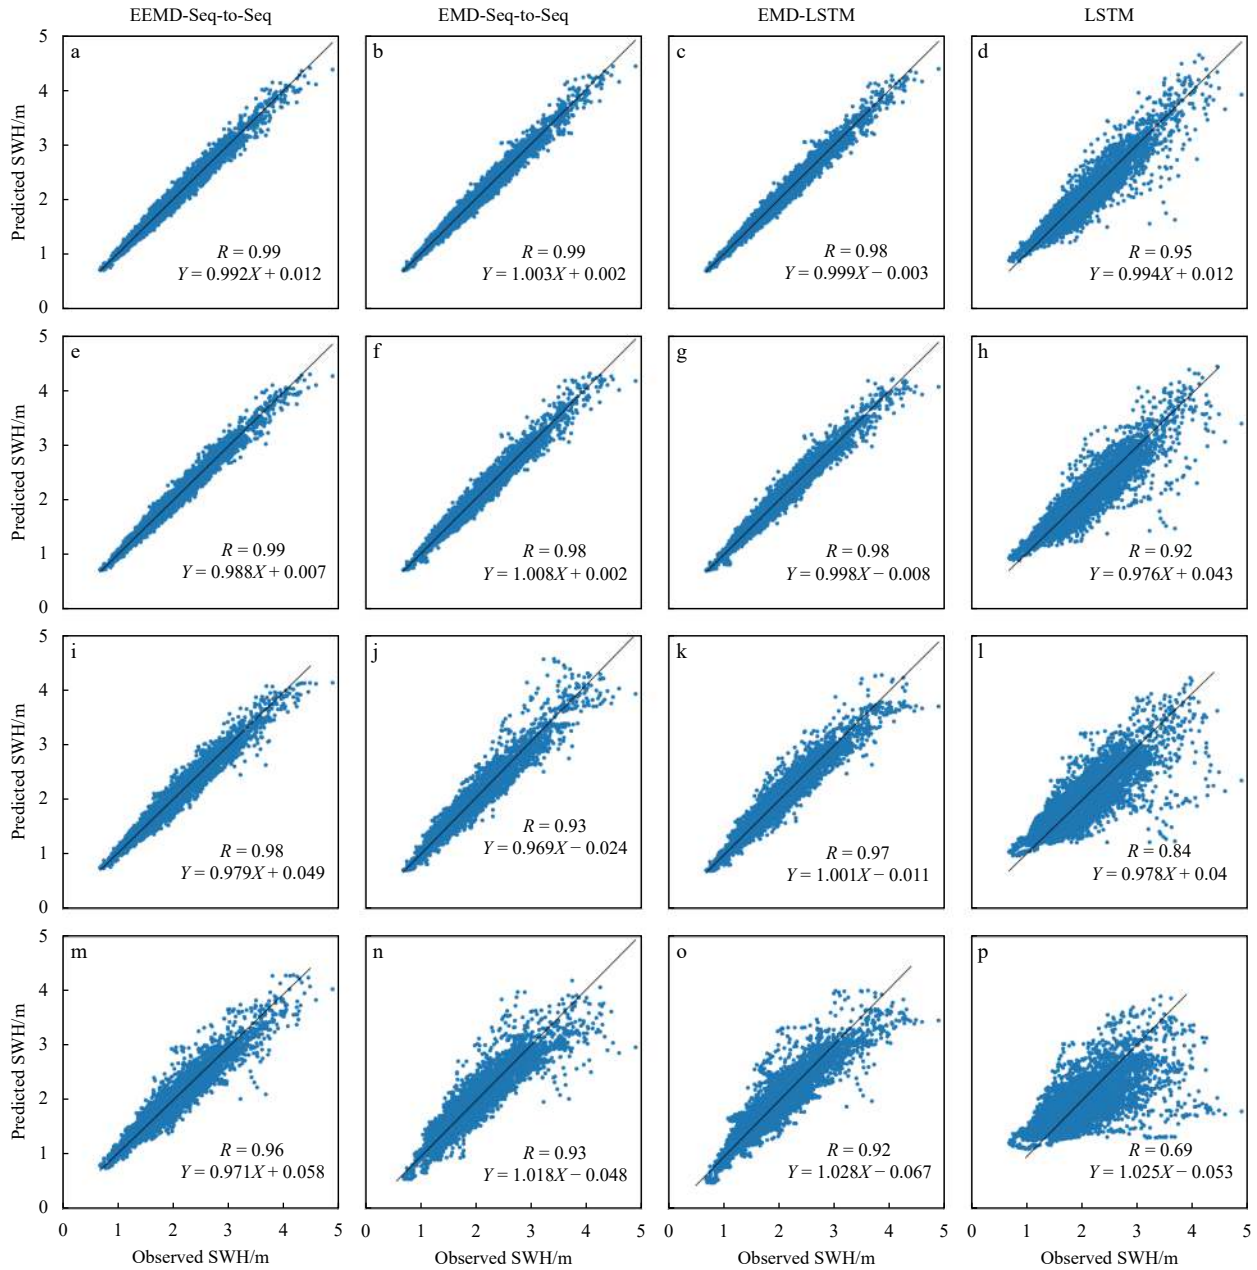 EEMD-Seq-to-Seq EMD-Seq-to-Seq EMD-LSTM LSTM
Predicted SWH/m
5
4
3
2
1
0
a
R = 0.99
Y = 0.992X + 0.012
b
R = 0.99
Y = 1.003X + 0.002
c
R = 0.98
Y = 0.999X − 0.003
d
R = 0.95
Y = 0.994X + 0.012
Predicted SWH/m
5
4
3
2
1
0
e
R = 0.99
Y = 0.988X + 0.007
f
R = 0.98
Y = 1.008X + 0.002
g
R = 0.98
Y = 0.998X − 0.008
h
R = 0.92
Y = 0.976X + 0.043
Predicted SWH/m
5
4
3
2
1
0
i
R = 0.98
Y = 0.979X + 0.049
j
R = 0.93
Y = 0.969X − 0.024
k
R = 0.97
Y = 1.001X − 0.011
l
R = 0.84
Y = 0.978X + 0.04
Predicted SWH/m
5
4
3
2
1
0
m
R = 0.96
Y = 0.971X + 0.058
n
R = 0.93
Y = 1.018X − 0.048
o
R = 0.92
Y = 1.028X − 0.067
p
R = 0.69
Y = 1.025X − 0.053
0 1 2 3 4 5 0 1 2 3 4 5 0 1 2 3 4 5 0 1 2 3 4 5
Observed SWH/m Observed SWH/m Observed SWH/m Observed SWH/m